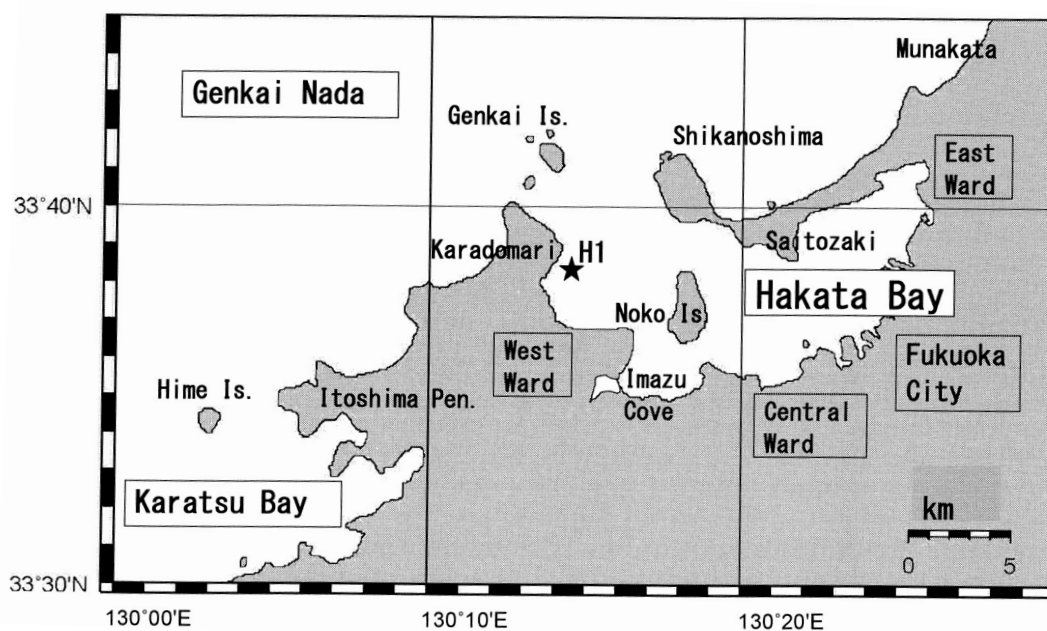 Munakata
Genkai Nada
Genkai Is.
Shikanoshima
East
Ward
33°40'N
Karadomari
H1
Saitozaki
Hakata Bay
Noko Is.
West
Ward
Fukuoka
City
Hime Is.
Itoshima Pen.
Imazu
Cove
Central
Ward
Karatsu Bay
km
0 5
33°30'N
130°00'E 130°10'E 130°20'E